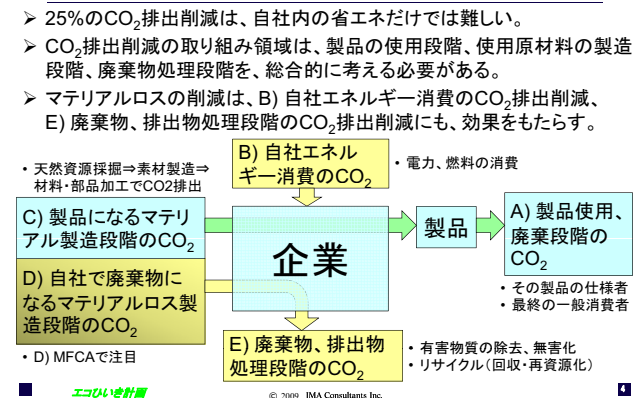 ➢ 25%のCO2排出削減は、自社内の省エネだけでは難しい。
➢ CO2排出削減の取り組み領域は、製品の使用段階、使用原材料の製造
段階、廃棄物処理段階を、総合的に考える必要がある。
➢ マテリアルロスの削減は、B) 自社エネルギー消費のCO2排出削減、
E) 廃棄物、排出物処理段階のCO2排出削減にも、効果をもたらす。
・天然資源採掘⇒素材製造⇒
材料・部品加工でCO2排出
B) 自社エネル
ギー消費のCO2
・電力、燃料の消費
C) 製品になるマテリ
アル製造段階のCO2
企業
製品
A) 製品使用、
廃棄段階の
CO2
D) 自社で廃棄物に
なるマテリアルロス製
造段階のCO2
・その製品の仕様者
・最終の一般消費者
・D) MFCAで注目
E) 廃棄物、排出物
処理段階のCO2
・有害物質の除去、無害化
・リサイクル(回収・再資源化)
エコひいき計画
© 2009 JMA Consultants Inc.
4